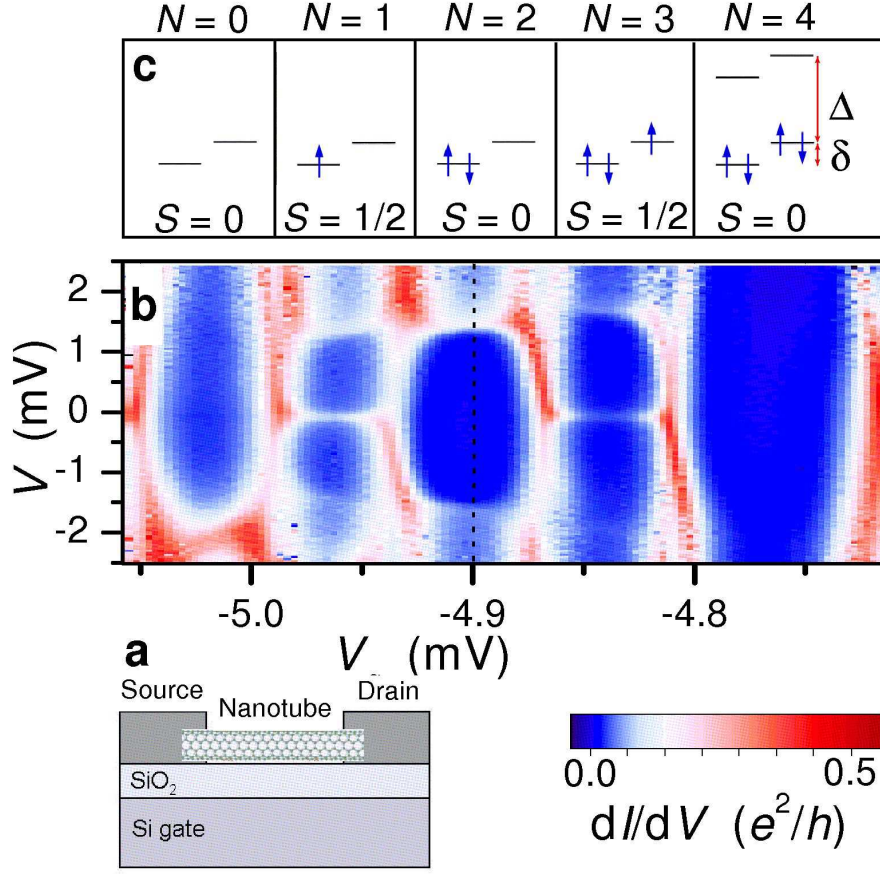 N = 0 N = 1 N = 2 N = 3 N = 4
c
Δ
δ
S = 0 S = 1/2 S = 0 S = 1/2 S = 0
b
2
1
0
-1
-2
V (mV)
-5.0 -4.9 -4.8
V (mV)
a
Source Drain
Nanotube
SiO₂
Si gate
0.0 0.5
dI/dV (e²/h)